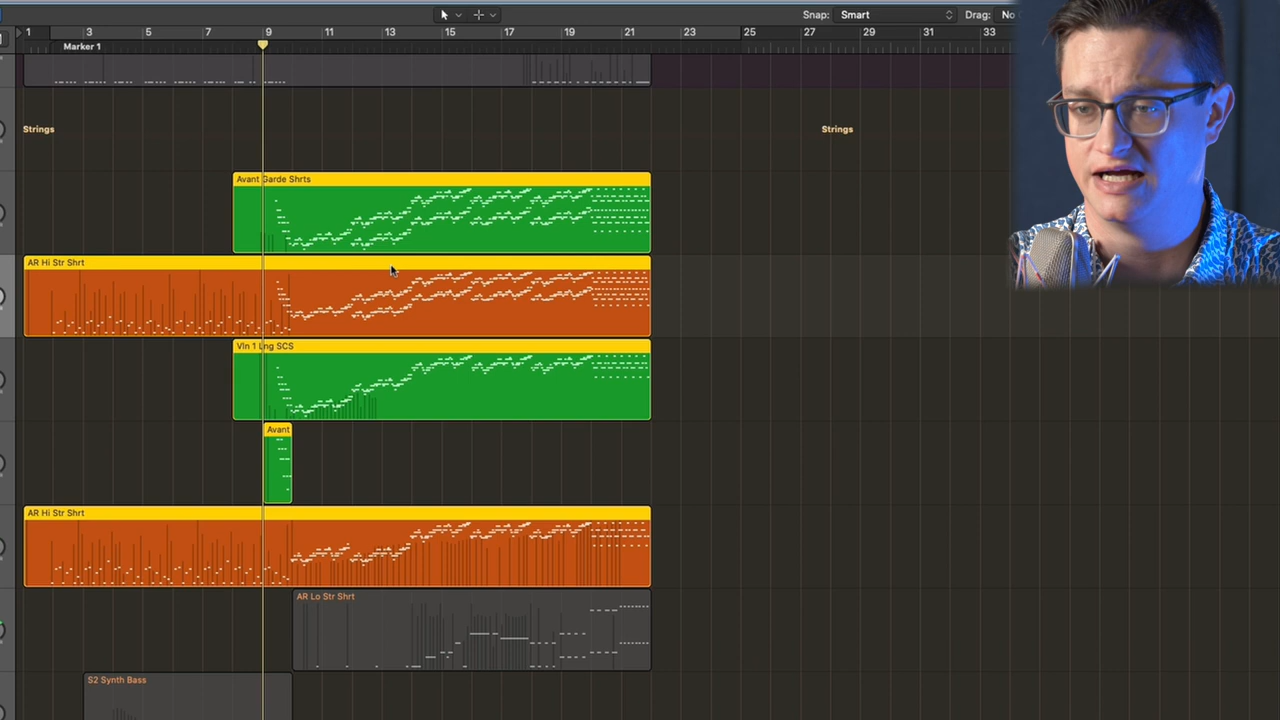 Snap: Smart Drag: No
1 3 5 7 9 11 13 15 17 19 21 23 25 27 29 31 33
Marker 1
Strings Strings
Avant Garde Shrts
AR Hi Str Shrt
Vln 1 Lng SCS
Avant
AR Hi Str Shrt
AR Lo Str Shrt
S2 Synth Bass